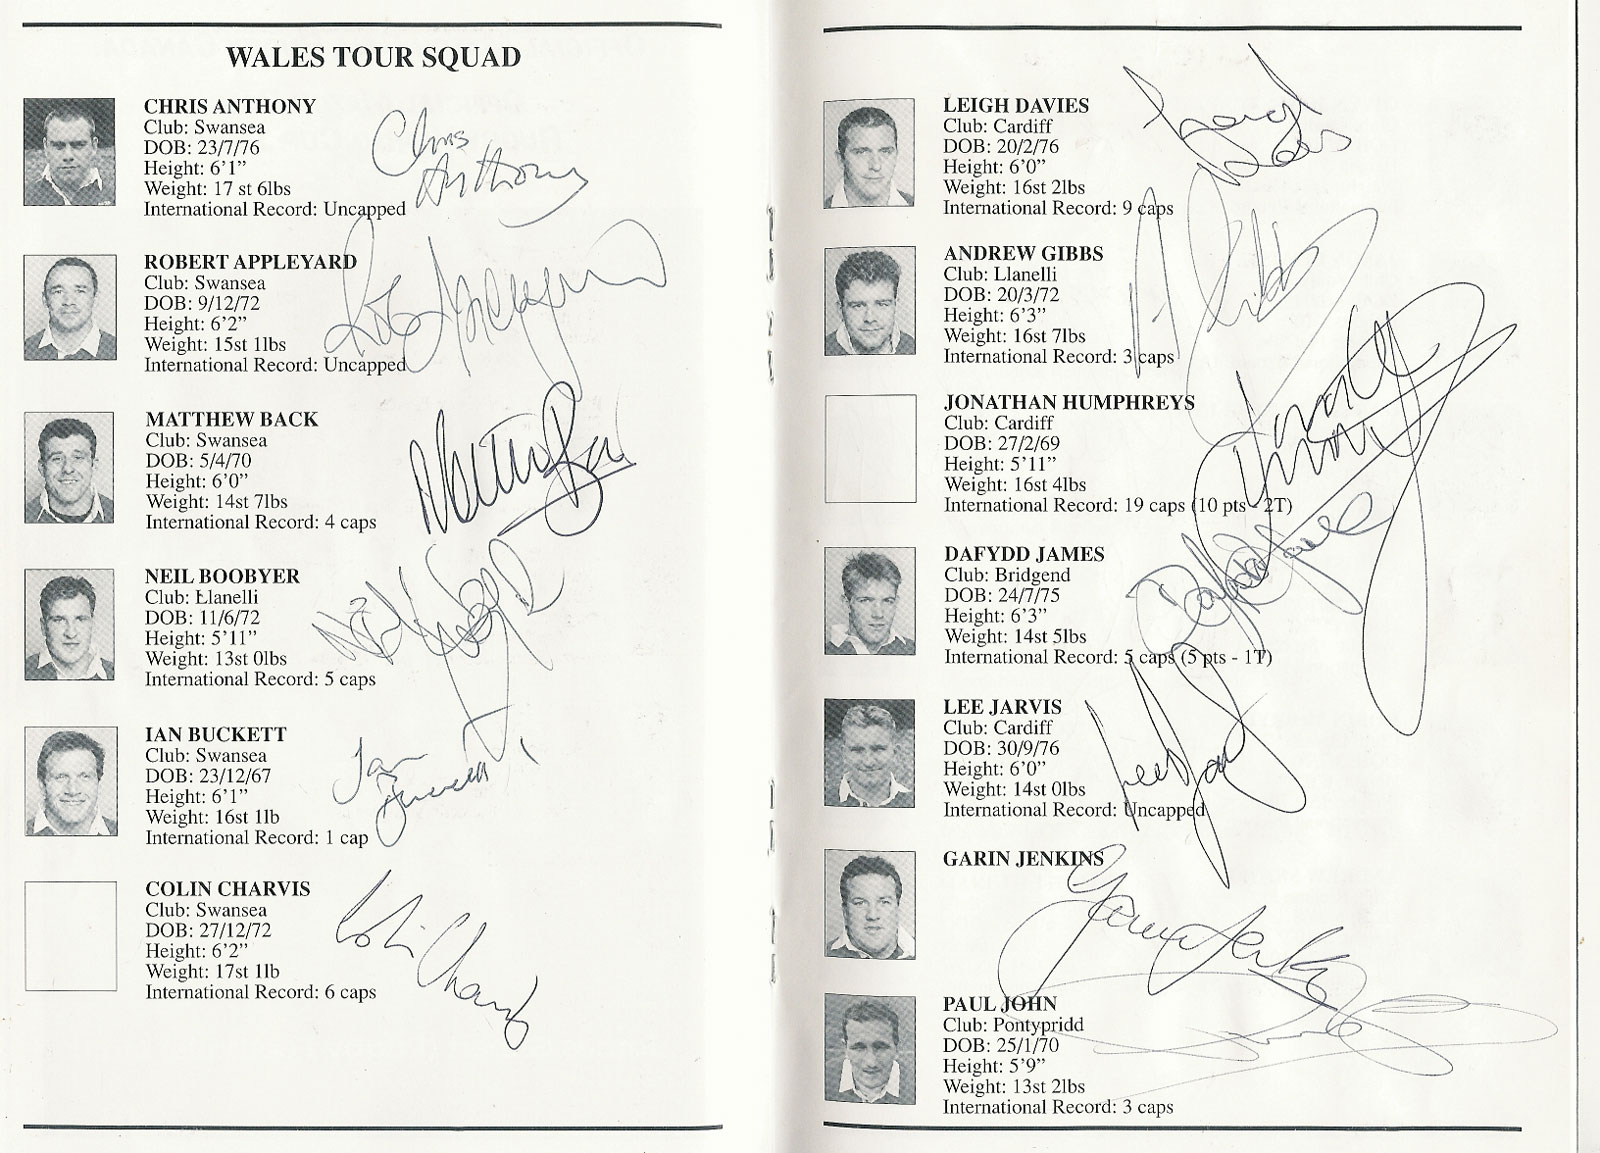 WALES TOUR SQUAD
CHRIS ANTHONY
Club: Swansea
DOB: 23/7/76
Height: 6'1”
Weight: 17 st 6lbs
International Record: Uncapped
Chris
Anthony
ROBERT APPLEYARD
Club: Swansea
DOB: 9/12/72
Height: 6'2”
Weight: 15st 1lbs
International Record: Uncapped
Rob Appleyard
MATTHEW BACK
Club: Swansea
DOB: 5/4/70
Height: 6'0”
Weight: 14st 7lbs
International Record: 4 caps
NEIL BOOBYER
Club: Llanelli
DOB: 11/6/72
Height: 5'11”
Weight: 13st 0lbs
International Record: 5 caps
IAN BUCKETT
Club: Swansea
DOB: 23/12/67
Height: 6'1”
Weight: 16st 1lb
International Record: 1 cap
Ian
COLIN CHARVIS
Club: Swansea
DOB: 27/12/72
Height: 6'2”
Weight: 17st 1lb
International Record: 6 caps
Colin Charvis
LEIGH DAVIES
Club: Cardiff
DOB: 20/2/76
Height: 6'0”
Weight: 16st 2lbs
International Record: 9 caps
ANDREW GIBBS
Club: Llanelli
DOB: 20/3/72
Height: 6'3”
Weight: 16st 7lbs
International Record: 3 caps
A Gibbs
JONATHAN HUMPHREYS
Club: Cardiff
DOB: 27/2/69
Height: 5'11”
Weight: 16st 4lbs
International Record: 19 caps (10 pts - 2T)
DAFYDD JAMES
Club: Bridgend
DOB: 24/7/75
Height: 6'3”
Weight: 14st 5lbs
International Record: 5 caps (5 pts - 1T)
Dafydd James
LEE JARVIS
Club: Cardiff
DOB: 30/9/76
Height: 6'0”
Weight: 14st 0lbs
International Record: Uncapped
GARIN JENKINS
PAUL JOHN
Club: Pontypridd
DOB: 25/1/70
Height: 5'9”
Weight: 13st 2lbs
International Record: 3 caps